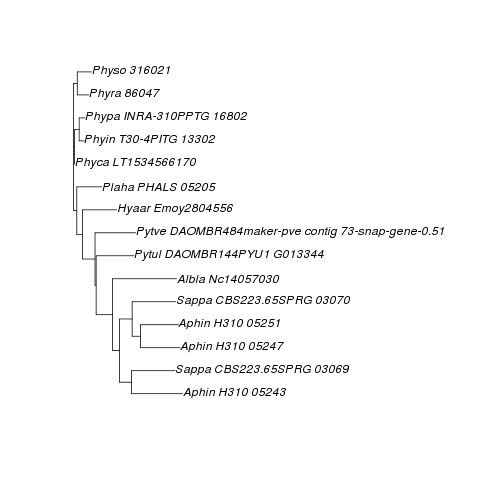 Physo 316021
Phyra 86047
Phypa INRA-310PPTG 16802
Phyin T30-4PITG 13302
Phyca LT1534566170
Plaha PHALS 05205
Hyaar Emoy2804556
Pytve DAOMBR484maker-pve contig 73-snap-gene-0.51
Pytul DAOMBR144PYU1 G013344
Albla Nc14057030
Sappa CBS223.65SPRG 03070
Aphin H310 05251
Aphin H310 05247
Sappa CBS223.65SPRG 03069
Aphin H310 05243